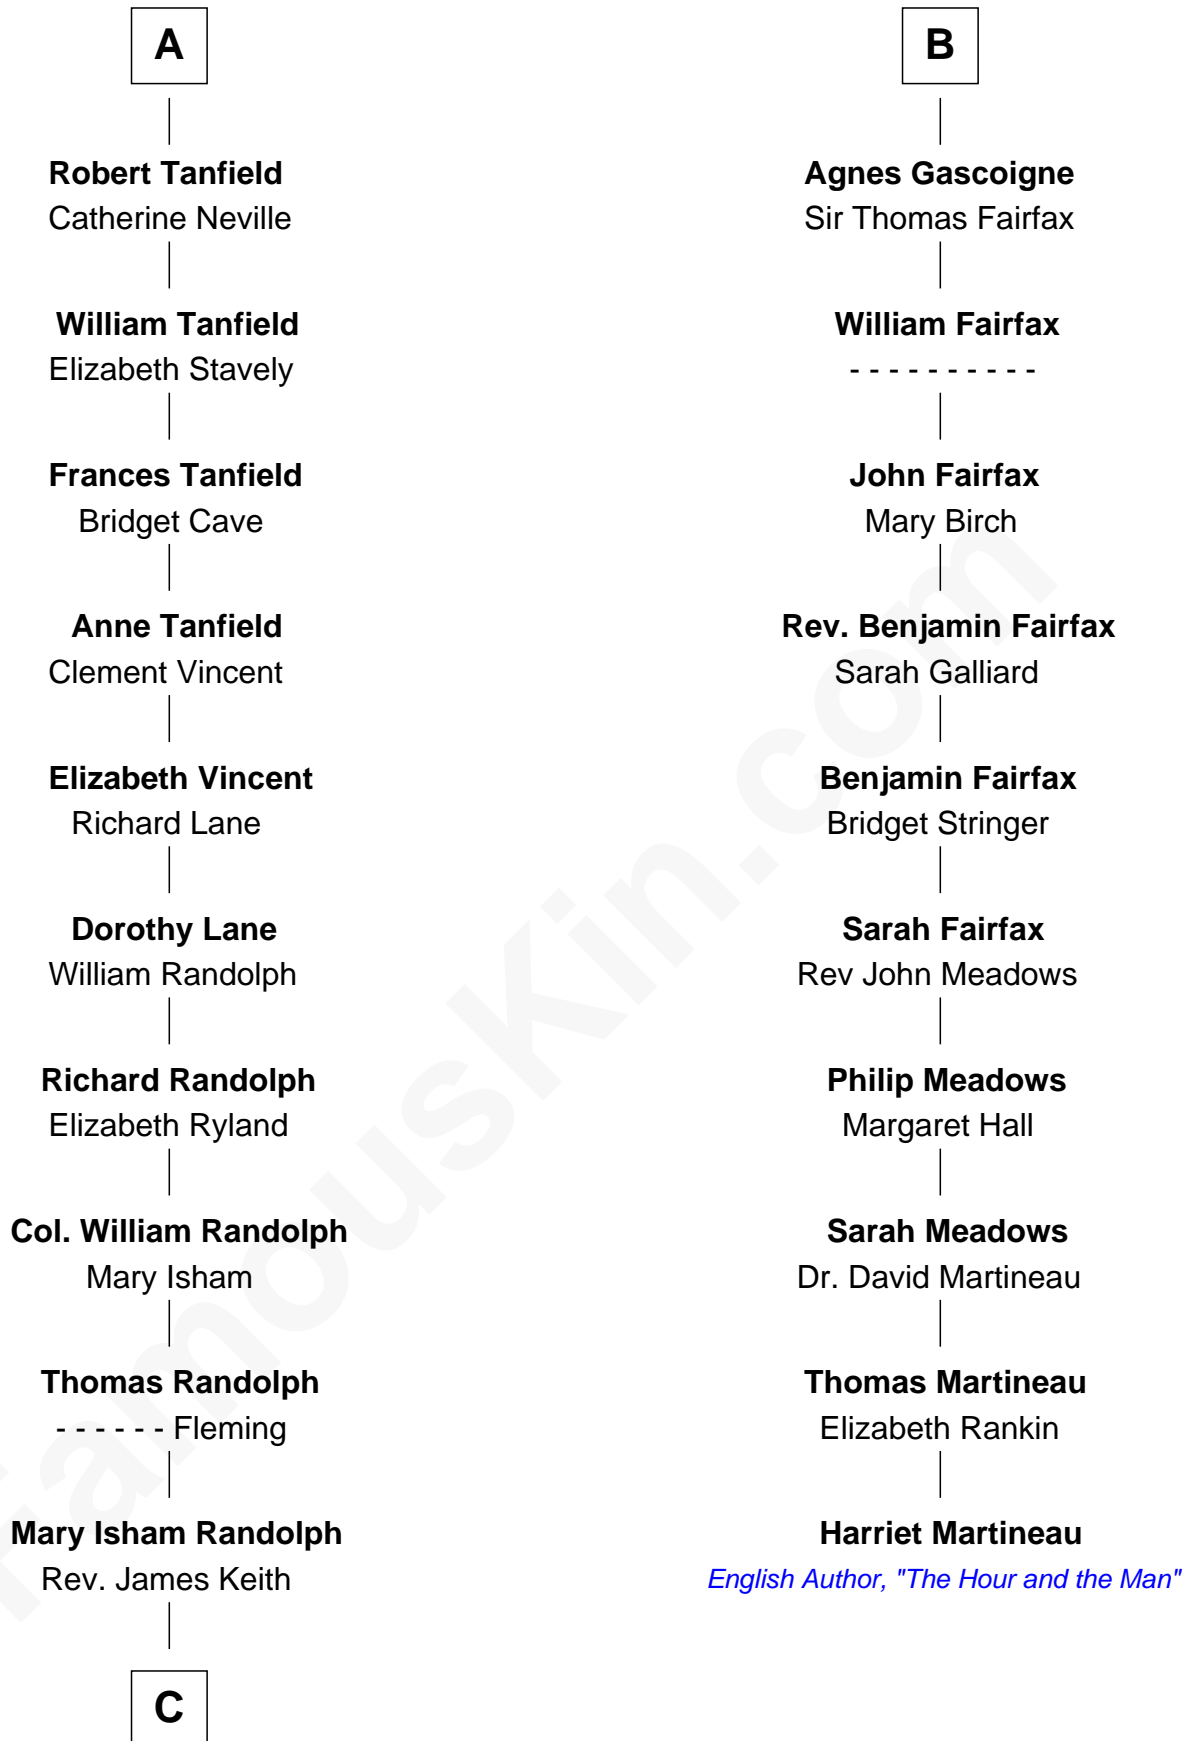 A
Robert Tanfield
Catherine Neville
William Tanfield
Elizabeth Stavely
Frances Tanfield
Bridget Cave
Anne Tanfield
Clement Vincent
Elizabeth Vincent
Richard Lane
Dorothy Lane
William Randolph
Richard Randolph
Elizabeth Ryland
Col. William Randolph
Mary Isham
Thomas Randolph
- - - - - - Fleming
Mary Isham Randolph
Rev. James Keith
C
B
Agnes Gascoigne
Sir Thomas Fairfax
William Fairfax
- - - - - - - - - -
John Fairfax
Mary Birch
Rev. Benjamin Fairfax
Sarah Galliard
Benjamin Fairfax
Bridget Stringer
Sarah Fairfax
Rev John Meadows
Philip Meadows
Margaret Hall
Sarah Meadows
Dr. David Martineau
Thomas Martineau
Elizabeth Rankin
Harriet Martineau
English Author, "The Hour and the Man"
FamousKin.com